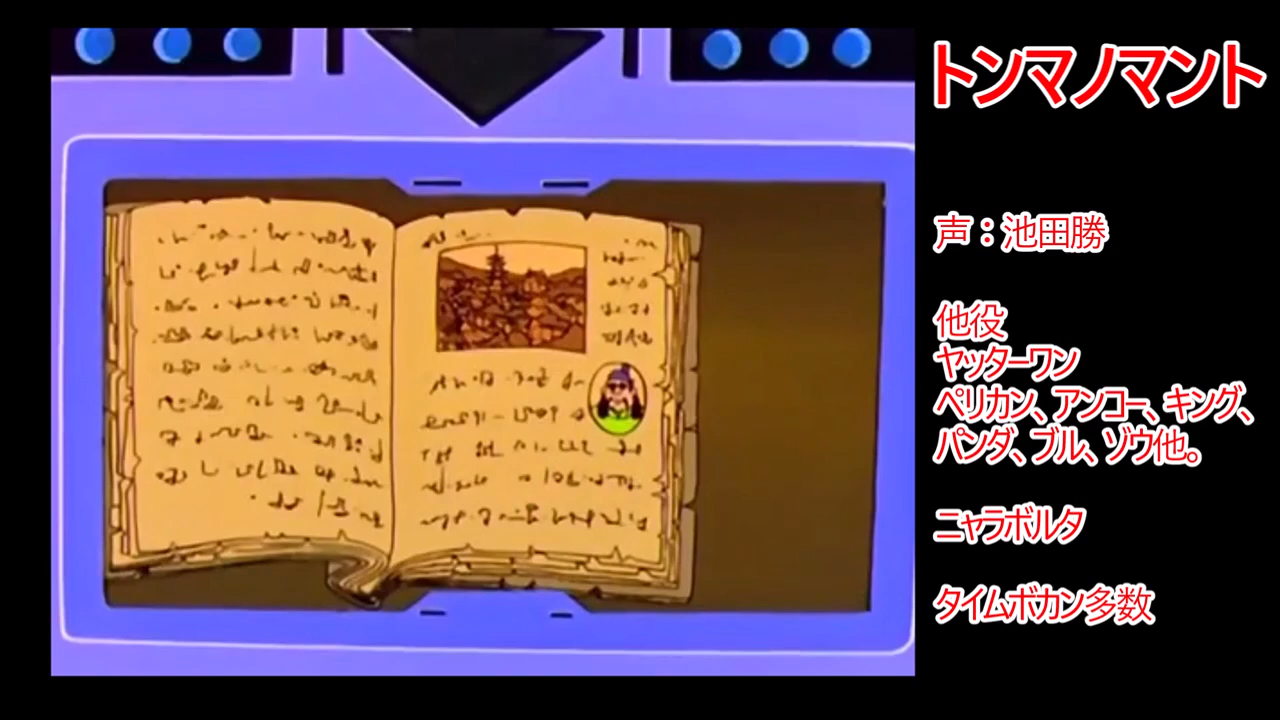 トンマノマント
声：池田勝
他役
ヤッターワン
ペリカン、アンコー、キング、
パンダ、ブル、ゾウ他。
ニャラボルタ
タイムボカン多数